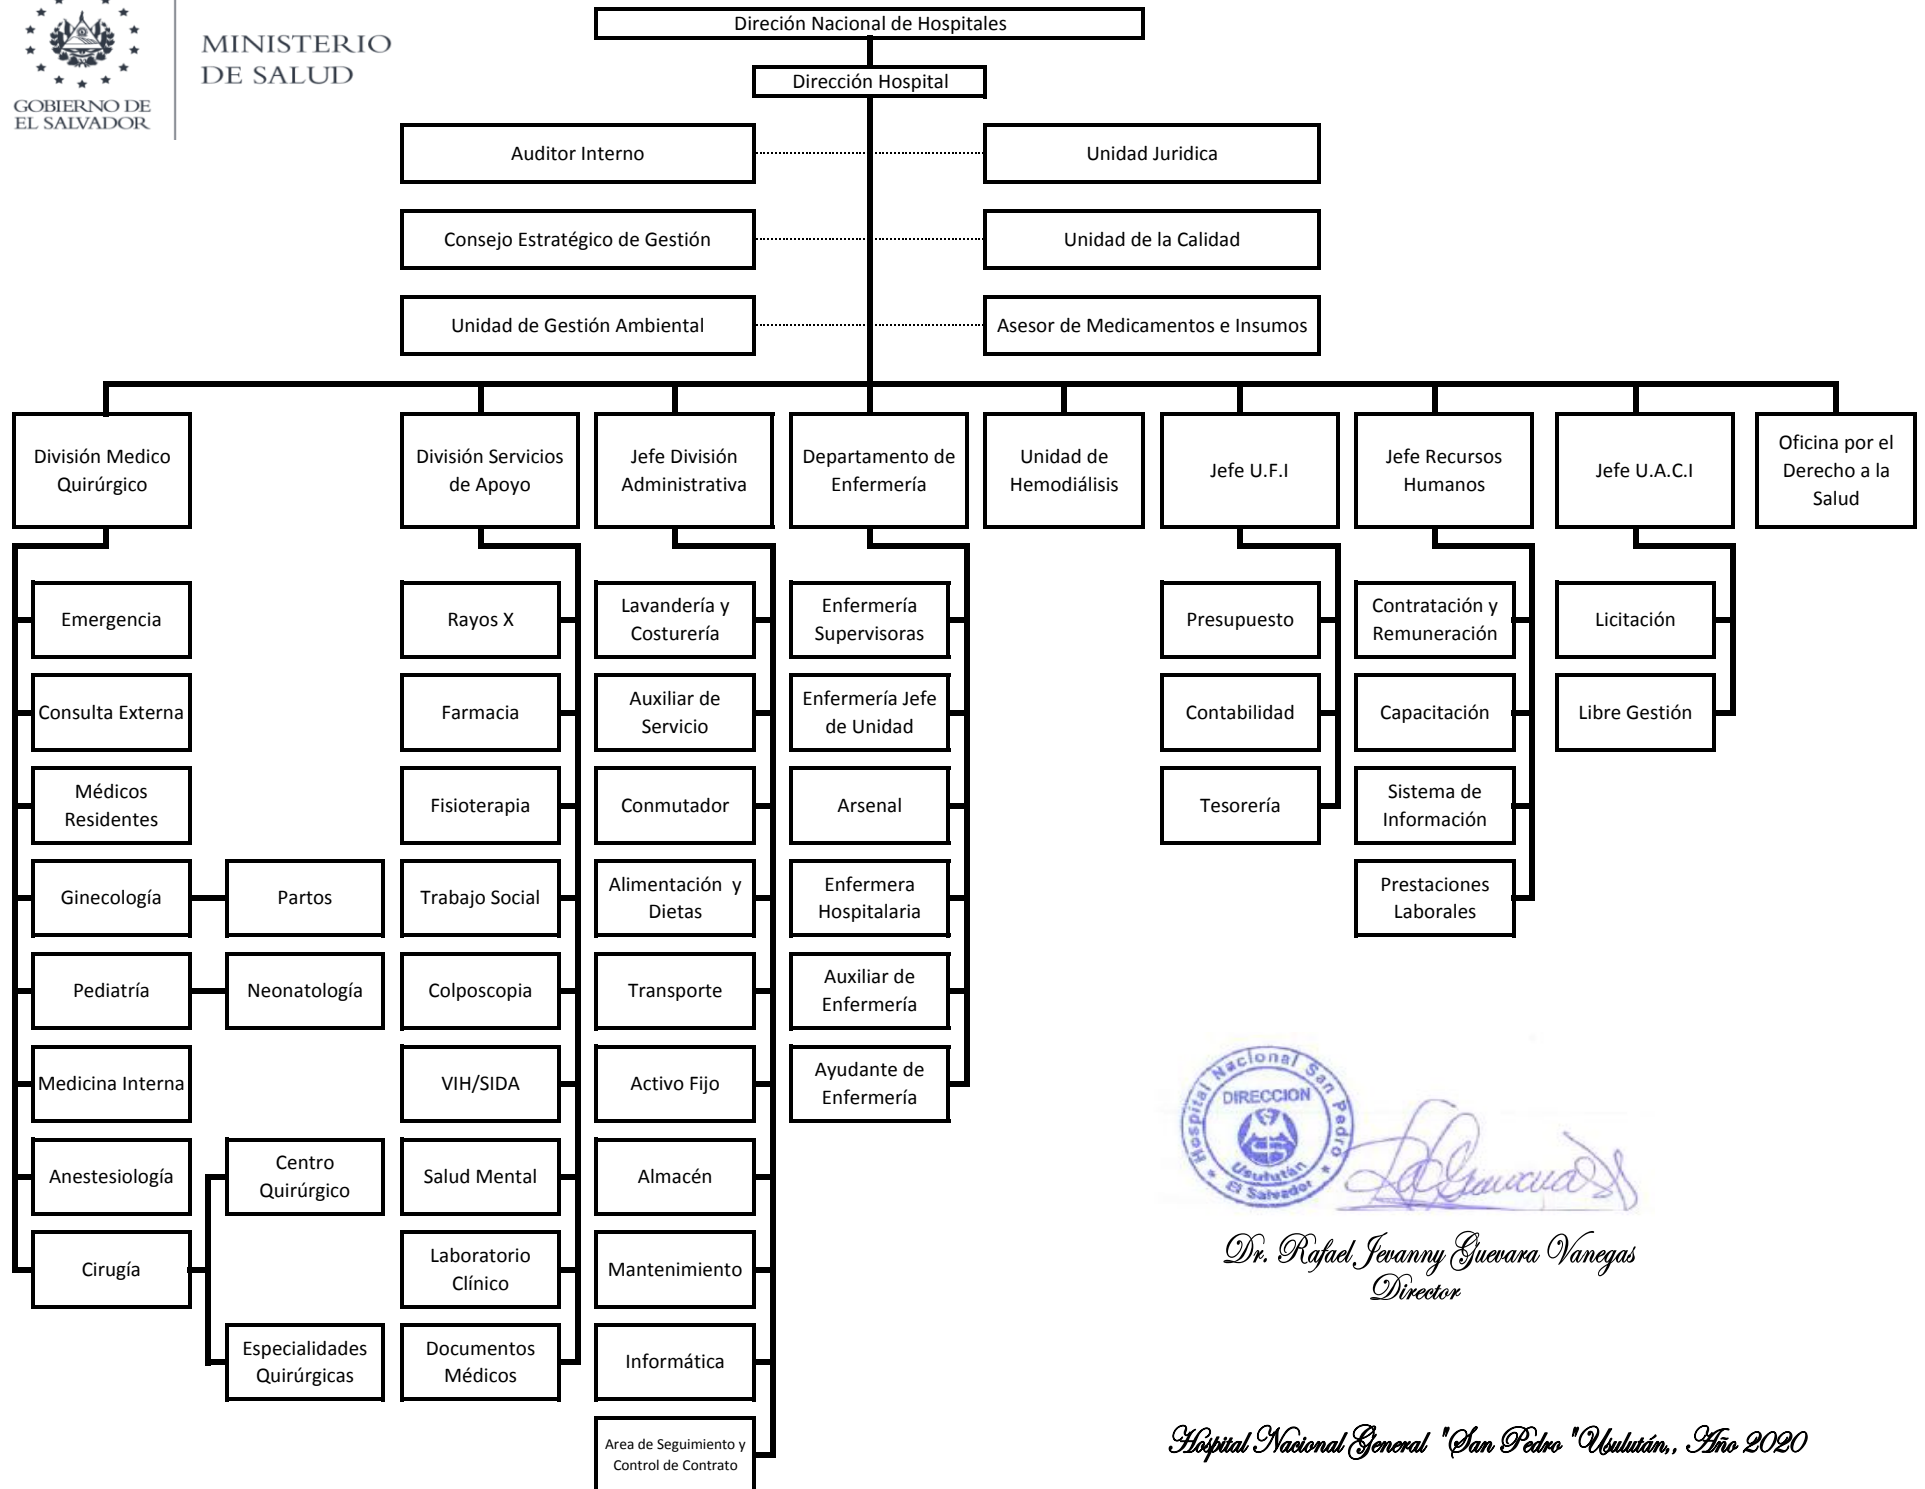 GOBIERNO DE
EL SALVADOR
MINISTERIO
DE SALUD
Direción Nacional de Hospitales
Dirección Hospital
Auditor Interno
Unidad Juridica
Consejo Estratégico de Gestión
Unidad de la Calidad
Unidad de Gestión Ambiental
Asesor de Medicamentos e Insumos
División Medico
Quirúrgico
División Servicios
de Apoyo
Jefe División
Administrativa
Departamento de
Enfermería
Unidad de
Hemodiálisis
Jefe U.F.I
Jefe Recursos
Humanos
Jefe U.A.C.I
Oficina por el
Derecho a la
Salud
Emergencia
Consulta Externa
Médicos
Residentes
Ginecología
Partos
Pediatría
Neonatología
Medicina Interna
Anestesiología
Cirugía
Centro
Quirúrgico
Especialidades
Quirúrgicas
Rayos X
Farmacia
Fisioterapia
Trabajo Social
Colposcopia
VIH/SIDA
Salud Mental
Laboratorio
Clínico
Documentos
Médicos
Lavandería y
Costurería
Auxiliar de
Servicio
Conmutador
Alimentación y
Dietas
Transporte
Activo Fijo
Almacén
Mantenimiento
Informática
Area de Seguimiento y
Control de Contrato
Enfermería
Supervisoras
Enfermería Jefe
de Unidad
Arsenal
Enfermera
Hospitalaria
Auxiliar de
Enfermería
Ayudante de
Enfermería
Presupuesto
Contabilidad
Tesorería
Contratación y
Remuneración
Capacitación
Sistema de
Información
Prestaciones
Laborales
Licitación
Libre Gestión
Hospital Nacional San Pedro
DIRECCION
Usulután
El Salvador
Dr. Rafael Jevanny Guevara Vanegas
Director
Hospital Nacional General "San Pedro "Usulután,, Año 2020